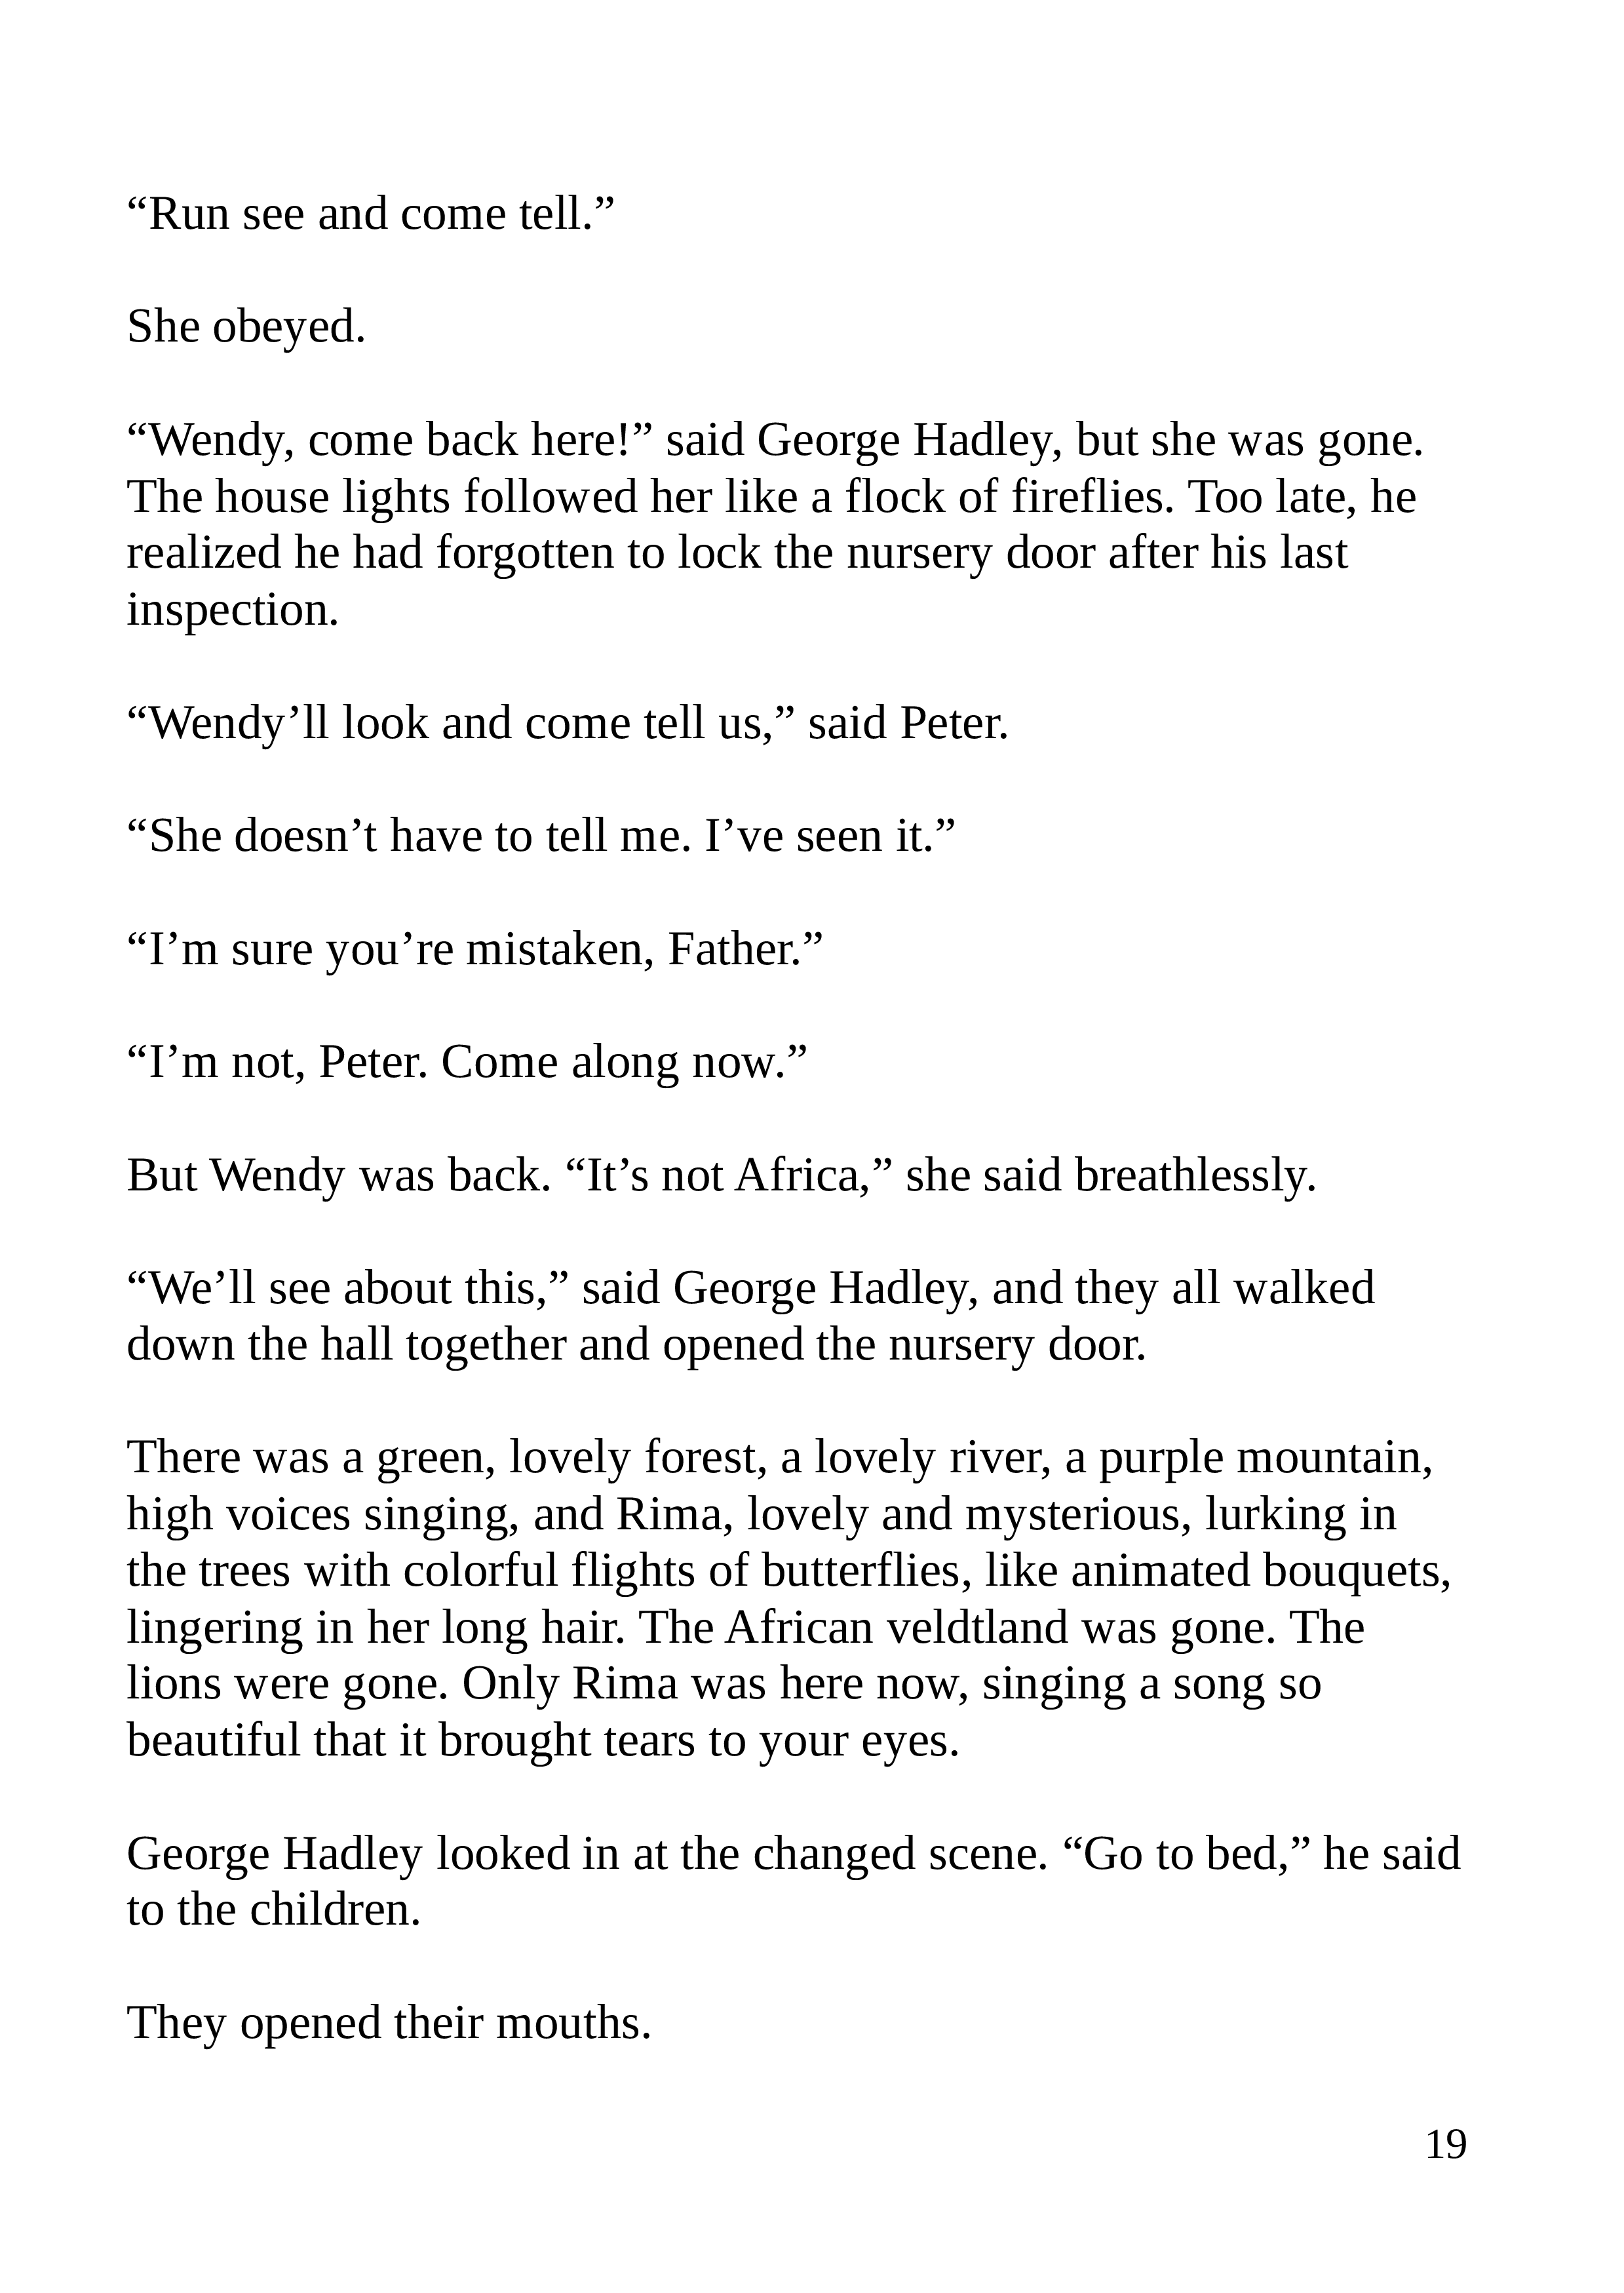 “Run see and come tell.”
She obeyed.
“Wendy, come back here!” said George Hadley, but she was gone.
The house lights followed her like a flock of fireflies. Too late, he
realized he had forgotten to lock the nursery door after his last
inspection.
“Wendy’ll look and come tell us,” said Peter.
“She doesn’t have to tell me. I’ve seen it.”
“I’m sure you’re mistaken, Father.”
“I’m not, Peter. Come along now.”
But Wendy was back. “It’s not Africa,” she said breathlessly.
“We’ll see about this,” said George Hadley, and they all walked
down the hall together and opened the nursery door.
There was a green, lovely forest, a lovely river, a purple mountain,
high voices singing, and Rima, lovely and mysterious, lurking in
the trees with colorful flights of butterflies, like animated bouquets,
lingering in her long hair. The African veldtland was gone. The
lions were gone. Only Rima was here now, singing a song so
beautiful that it brought tears to your eyes.
George Hadley looked in at the changed scene. “Go to bed,” he said
to the children.
They opened their mouths.
19